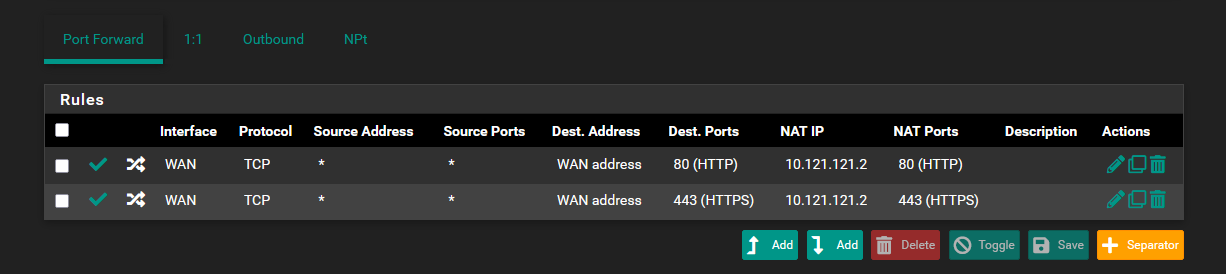 Port Forward 1:1 Outbound NPt
Rules
Interface Protocol Source Address Source Ports Dest. Address Dest. Ports NAT IP NAT Ports Description Actions
WAN TCP * * WAN address 80 (HTTP) 10.121.121.2 80 (HTTP)
WAN TCP * * WAN address 443 (HTTPS) 10.121.121.2 443 (HTTPS)
Add Add Delete Toggle Save Separator